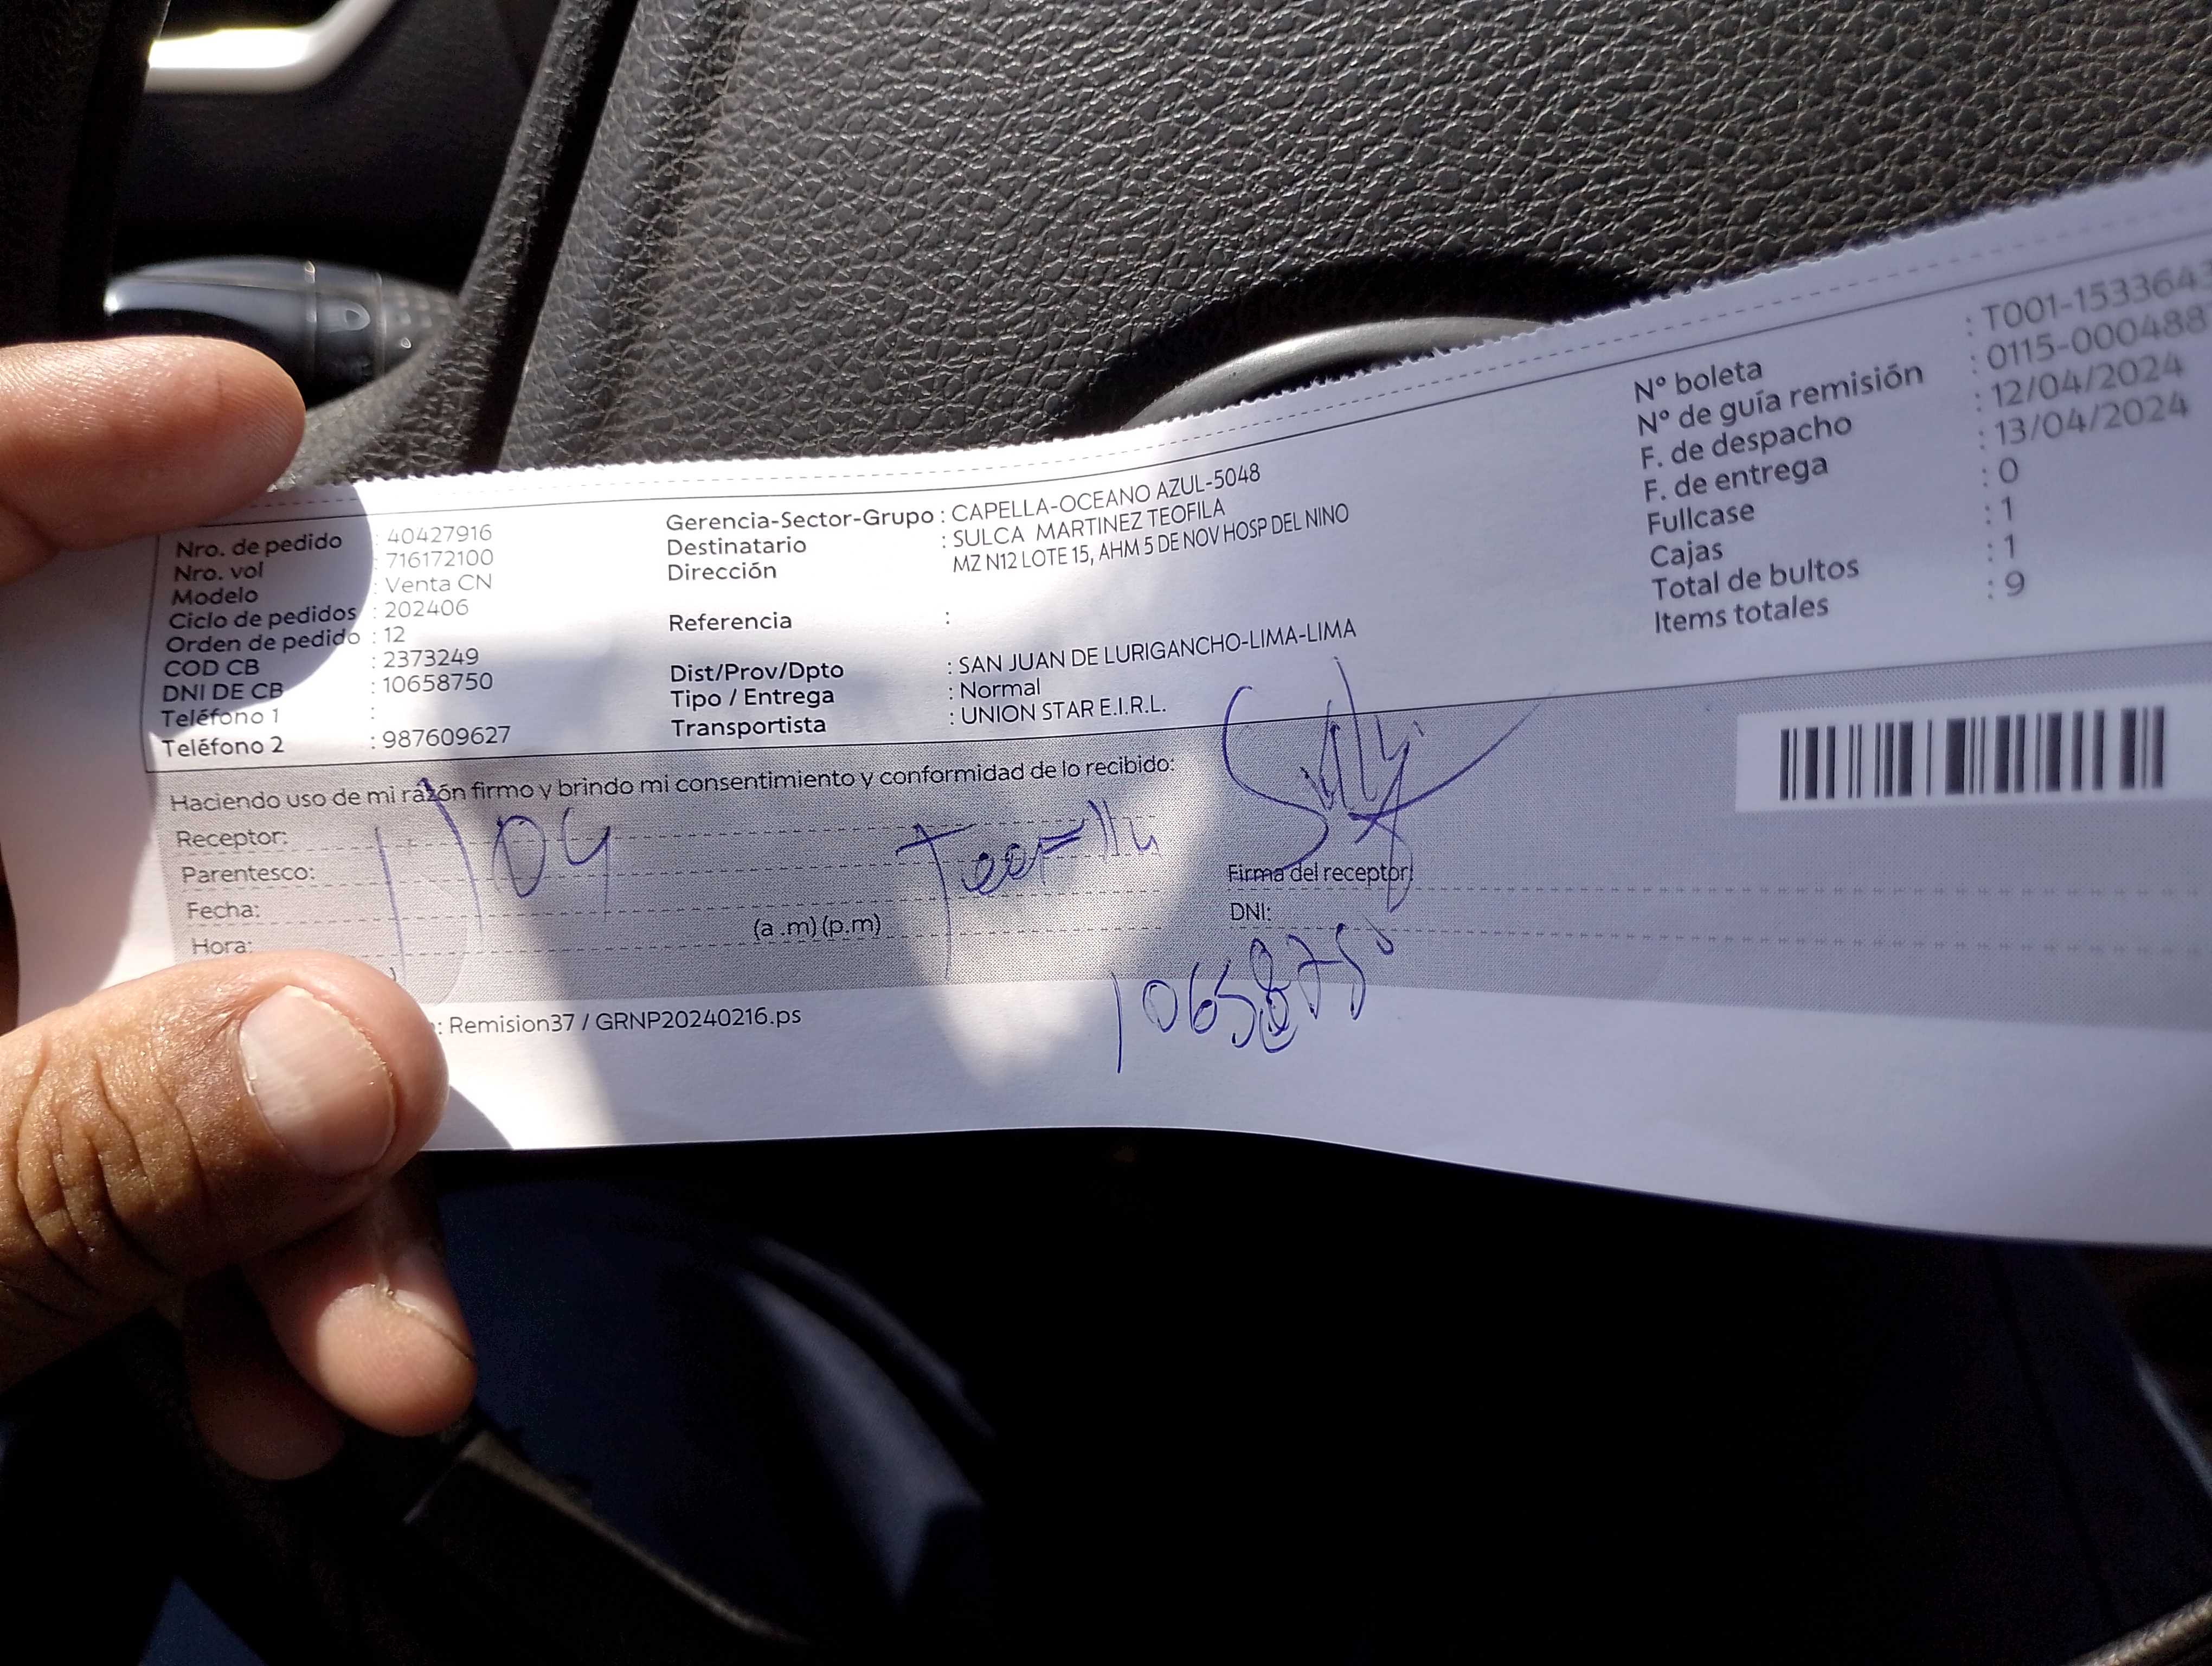 Nro. de pedido : 40427916
Nro. vol : 716172100
Modelo : Venta CN
Ciclo de pedidos : 202406
Orden de pedido : 12
COD CB : 2373249
DNI DE CB : 10658750
Teléfono 1 :
Teléfono 2 : 987609627
Gerencia-Sector-Grupo : CAPELLA-OCEANO AZUL-5048
Destinatario : SULCA MARTINEZ TEOFILA
Dirección : MZ N12 LOTE 15, AHM 5 DE NOV HOSP DEL NINO
Referencia :
Dist/Prov/Dpto : SAN JUAN DE LURIGANCHO-LIMA-LIMA
Tipo / Entrega : Normal
Transportista : UNION STAR E.I.R.L.
N° boleta
N° de guía remisión : T001-1533643
F. de despacho : 0115-000488
F. de entrega : 12/04/2024
: 13/04/2024
Fullcase : 0
Cajas : 1
Total de bultos : 1
Items totales : 9
Haciendo uso de mi razón firmo y brindo mi consentimiento y conformidad de lo recibido:
Receptor:
Parentesco:
Fecha:
Hora: (a .m) (p.m)
Firma del receptor
DNI:
10658750
: Remision37 / GRNP20240216.ps